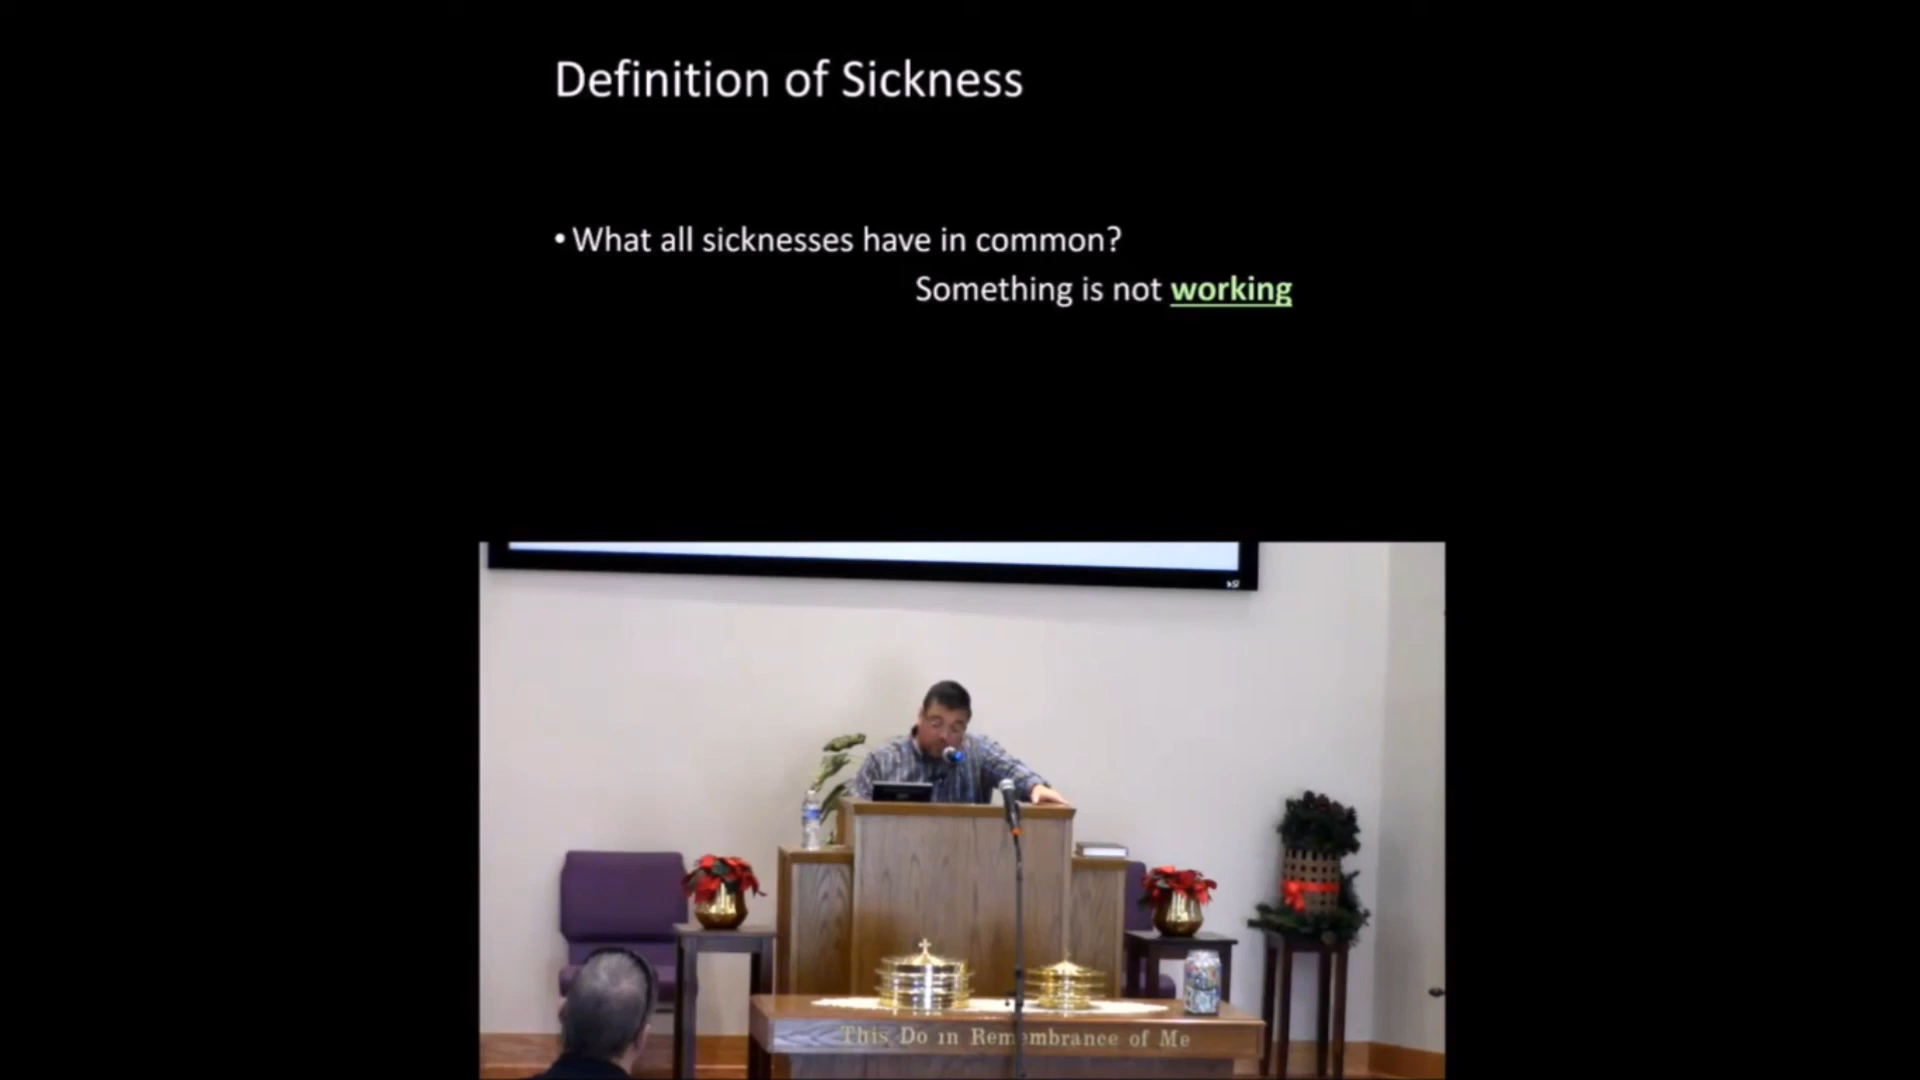 Definition of Sickness
• What all sicknesses have in common?
Something is not working
This Do in Remembrance of Me